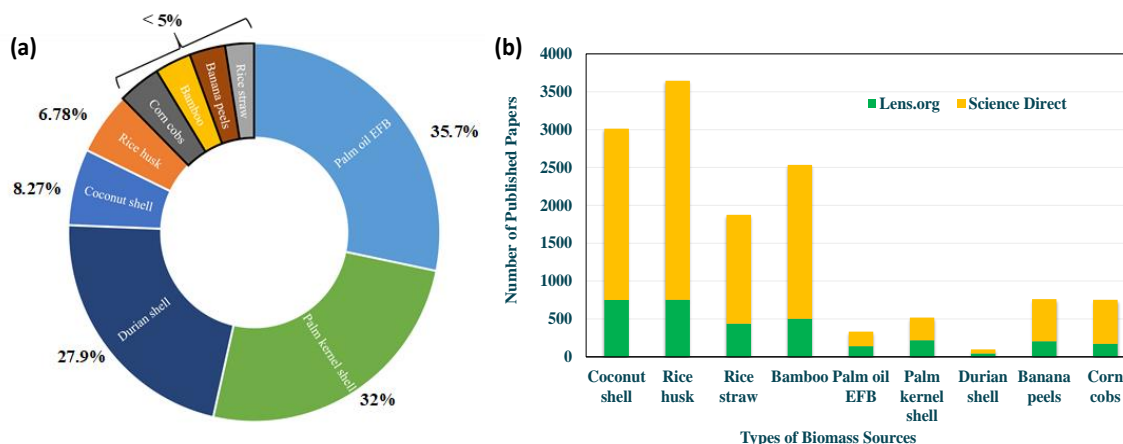 (a)
< 5%
Corn cobs
Bamboo
Banana peels
Rice straw
6.78%
Rice husk
8.27%
Coconut shell
Palm oil EFB
35.7%
Durian shell
27.9%
Palm kernel shell
32%
(b)
4000
3500
3000
2500
2000
1500
1000
500
0
Number of Published Papers
Lens.org Science Direct
Coconut
shell
Rice
husk
Rice
straw
Bamboo
Palm oil
EFB
Palm
kernel
shell
Durian
shell
Banana
peels
Corn
cobs
Types of Biomass Sources